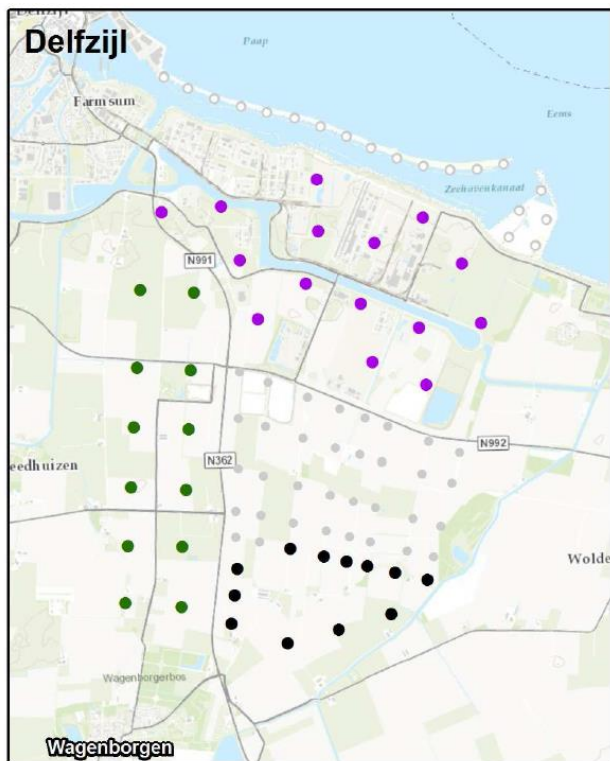 Delfzijl
Paap
Farmsum
Eems
Zeehavenkanaal
N991
N992
eedhuizen
N362
Wolde
Wagenborgerbos
Wagenborgen